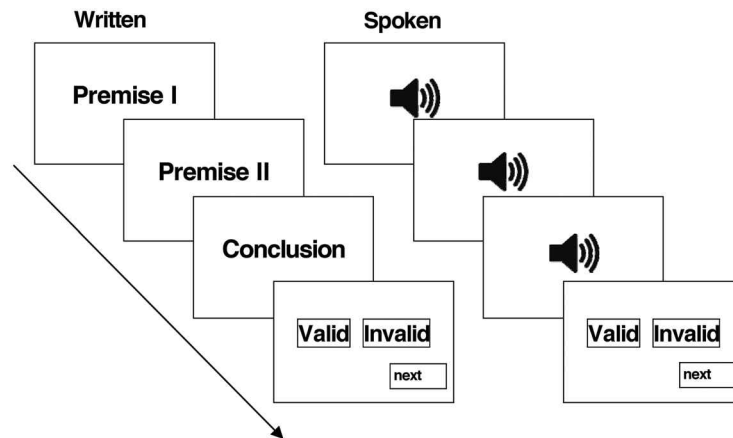 Written
Spoken
Premise I
Premise II
Conclusion
Valid Invalid
next
Valid Invalid
next